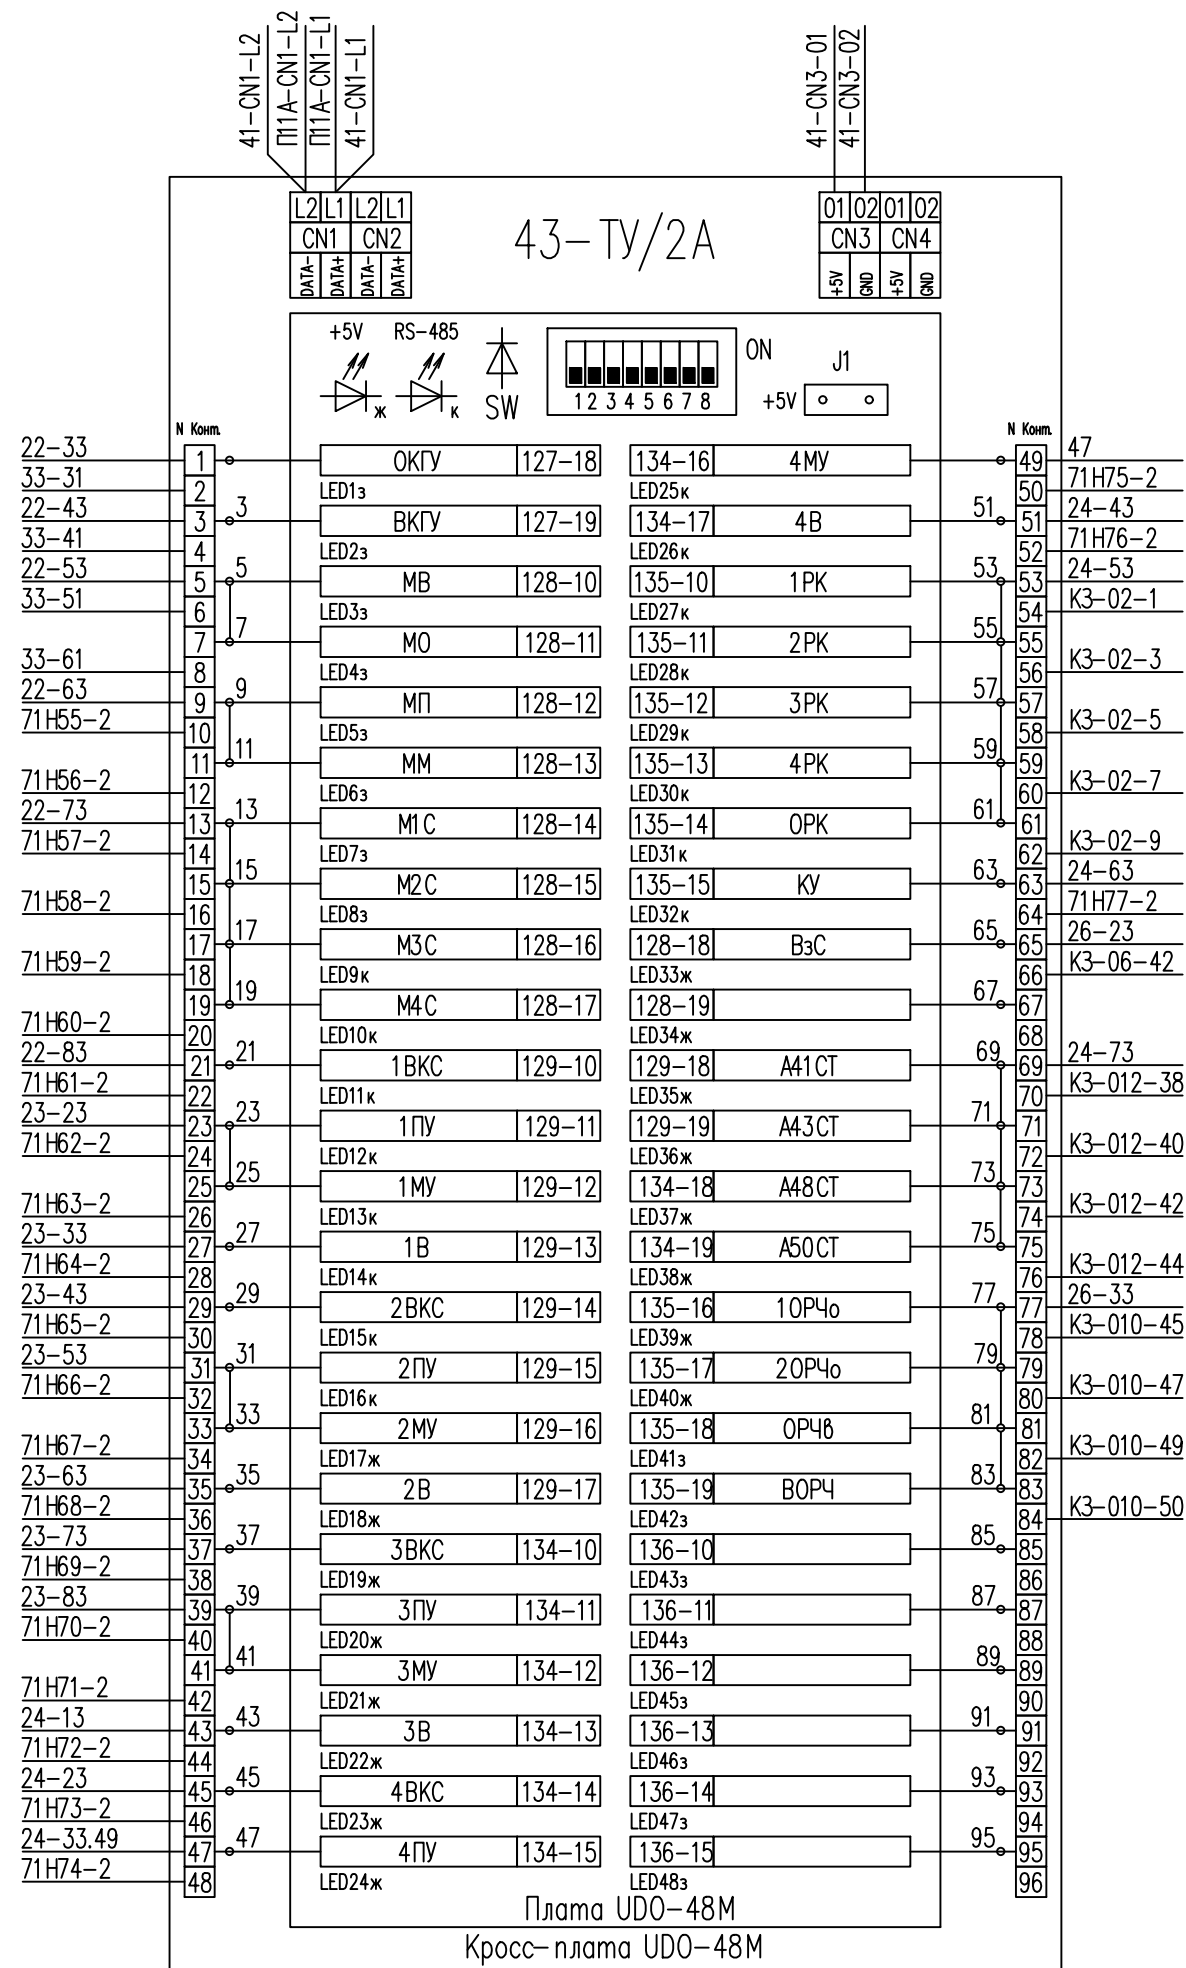 41-CN1-L2
П11А-CN1-L2
П11А-CN1-L1
41-CN1-L1
41-CN3-01
41-CN3-02
L2 L1 L2 L1
CN1 CN2
DATA- DATA+ DATA- DATA+
43-ТУ/2А
01 02 01 02
CN3 CN4
+5V GND +5V GND
+5V RS-485
ж к SW
1 2 3 4 5 6 7 8
ON
J1
+5V
N Конт.
N Конт.
22-33 1 ОКГУ 127-18 134-16 4МУ 49 47
33-31 2 LED1з LED25к 50 71Н75-2
22-43 3 3 ВКГУ 127-19 134-17 4В 51 51 24-43
33-41 4 LED2з LED26к 52 71Н76-2
22-53 5 5 МВ 128-10 135-10 1РК 53 53 24-53
33-51 6 LED3з LED27к 54 К3-02-1
7 7 МО 128-11 135-11 2РК 55 55
33-61 8 LED4з LED28к 56 К3-02-3
22-63 9 9 МП 128-12 135-12 3РК 57 57
71Н55-2 10 LED5з LED29к 58 К3-02-5
11 11 ММ 128-13 135-13 4РК 59 59
71Н56-2 12 LED6з LED30к 60 К3-02-7
22-73 13 13 М1С 128-14 135-14 ОРК 61 61
71Н57-2 14 LED7з LED31к 62 К3-02-9
15 15 М2С 128-15 135-15 КУ 63 63 24-63
71Н58-2 16 LED8з LED32к 64 71Н77-2
17 17 М3С 128-16 128-18 ВзС 65 65 26-23
71Н59-2 18 LED9к LED33ж 66 К3-06-42
19 19 М4С 128-17 128-19 67 67
71Н60-2 20 LED10к LED34ж 68
22-83 21 21 1ВКС 129-10 129-18 А41СТ 69 69 24-73
71Н61-2 22 LED11к LED35ж 70 К3-012-38
23-23 23 23 1ПУ 129-11 129-19 А43СТ 71 71
71Н62-2 24 LED12к LED36ж 72 К3-012-40
25 25 1МУ 129-12 134-18 А48СТ 73 73
71Н63-2 26 LED13к LED37ж 74 К3-012-42
23-33 27 27 1В 129-13 134-19 А50СТ 75 75
71Н64-2 28 LED14к LED38ж 76 К3-012-44
23-43 29 29 2ВКС 129-14 135-16 1ОРЧо 77 77 26-33
71Н65-2 30 LED15к LED39ж 78 К3-010-45
23-53 31 31 2ПУ 129-15 135-17 2ОРЧо 79 79
71Н66-2 32 LED16к LED40ж 80 К3-010-47
33 33 2МУ 129-16 135-18 ОРЧв 81 81
71Н67-2 34 LED17ж LED41з 82 К3-010-49
23-63 35 35 2В 129-17 135-19 ВОРЧ 83 83
71Н68-2 36 LED18ж LED42з 84 К3-010-50
23-73 37 37 3ВКС 134-10 136-10 85 85
71Н69-2 38 LED19ж LED43з 86
23-83 39 39 3ПУ 134-11 136-11 87 87
71Н70-2 40 LED20ж LED44з 88
41 41 3МУ 134-12 136-12 89 89
71Н71-2 42 LED21ж LED45з 90
24-13 43 43 3В 134-13 136-13 91 91
71Н72-2 44 LED22ж LED46з 92
24-23 45 45 4ВКС 134-14 136-14 93 93
71Н73-2 46 LED23ж LED47з 94
24-33.49 47 47 4ПУ 134-15 136-15 95 95
71Н74-2 48 LED24ж LED48з 96
Плата UDO-48M
Кросс-плата UDO-48M